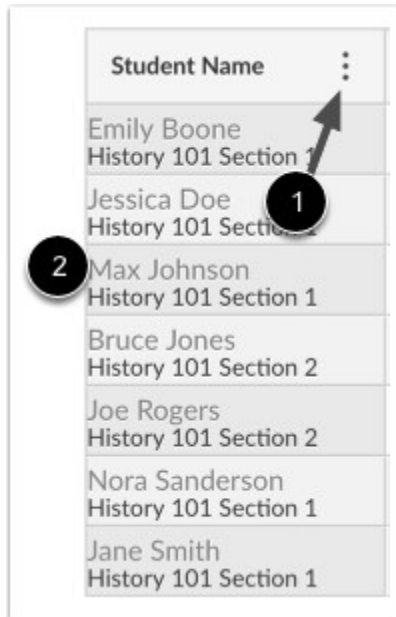 Student Name
Emily Boone
History 101 Section 1
1
Jessica Doe
History 101 Section
2
Max Johnson
History 101 Section 1
Bruce Jones
History 101 Section 2
Joe Rogers
History 101 Section 2
Nora Sanderson
History 101 Section 1
Jane Smith
History 101 Section 1